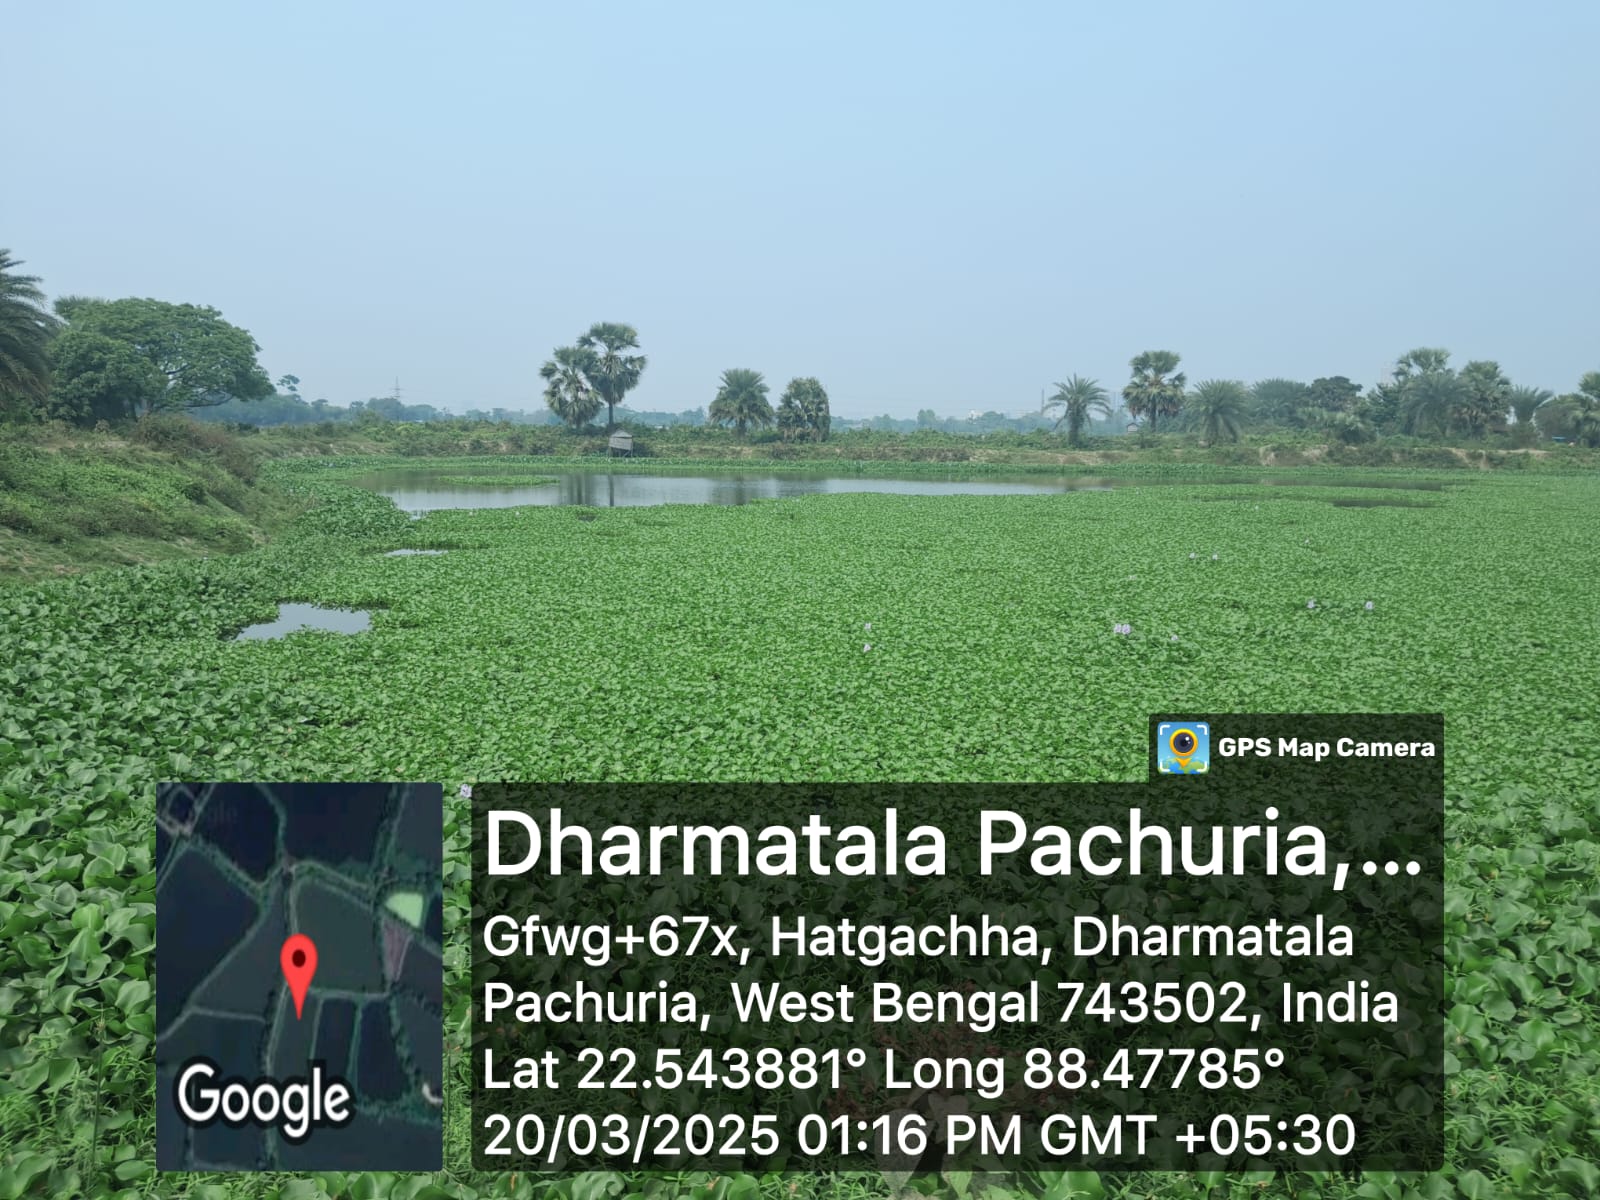 GPS Map Camera
Dharmatala Pachuria,...
Gfwg+67x, Hatgachha, Dharmatala
Pachuria, West Bengal 743502, India
Lat 22.543881° Long 88.47785°
20/03/2025 01:16 PM GMT +05:30
Google